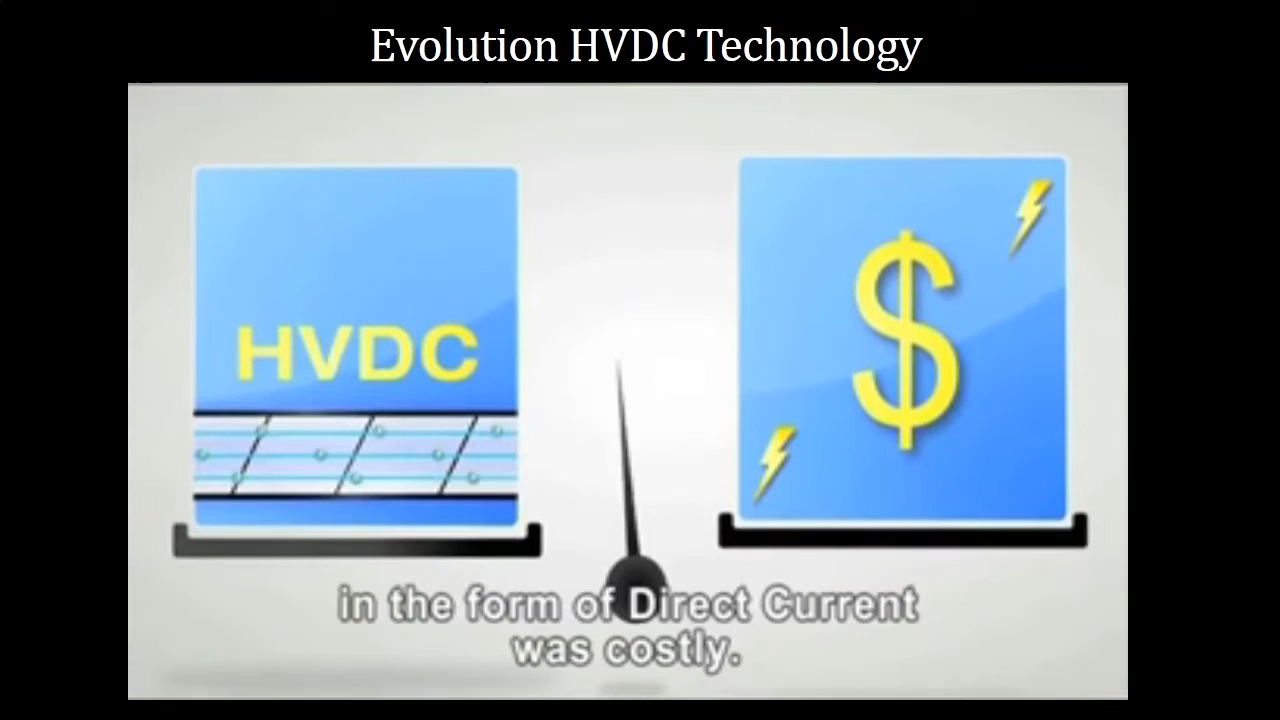 Evolution HVDC Technology
HVDC
$
in the form of Direct Current
was costly.